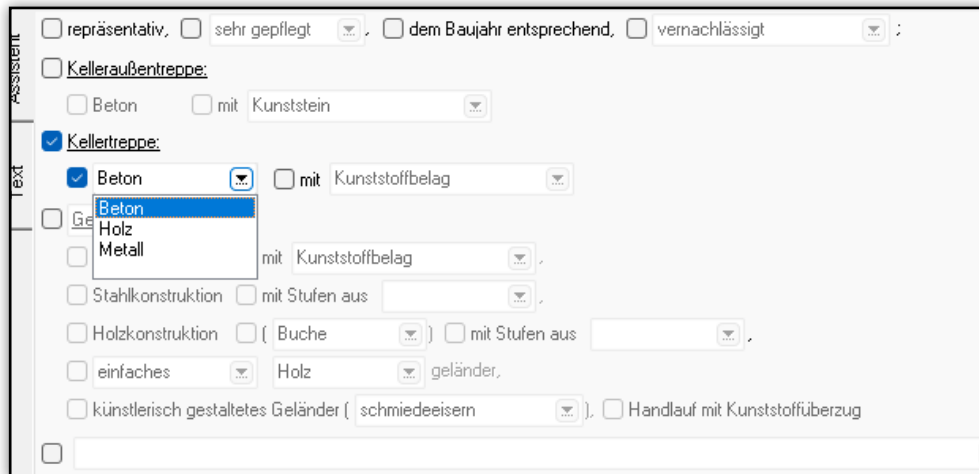 repräsentativ, sehr gepflegt , dem Baujahr entsprechend, vernachlässigt ;
Assistent
Kelleraußentreppe:
Beton mit Kunststein
Kellertreppe:
Text
Beton mit Kunststoffbelag
Beton
Ge
Holz
Metall
mit Kunststoffbelag ,
Stahlkonstruktion mit Stufen aus ,
Holzkonstruktion ( Buche ) mit Stufen aus ,
einfaches Holz geländer,
künstlerisch gestaltetes Geländer ( schmiedeeisern ), Handlauf mit Kunststoffüberzug